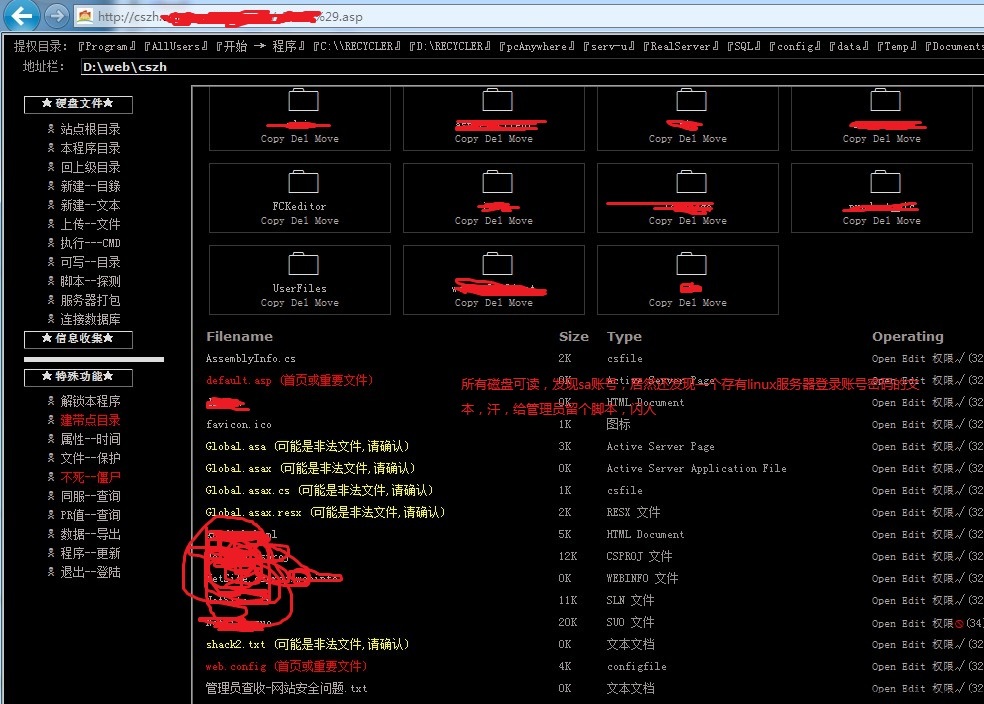 http://cszh. %29.asp
提权目录: 『Program』 『AllUsers』 『开始 → 程序』 『C:\\RECYCLER』 『D:\RECYCLER』 『pcAnywhere』 『serv-u』 『RealServer』 『SQL』 『config』 『data』 『Temp』 『Documents
地址栏: D:\web\cszh
★硬盘文件★
站点根目录
本程序目录
回上级目录
新建--目錄
新建--文本
上传--文件
执行---CMD
可写--目录
脚本--探测
服务器打包
连接数据库
★信息收集★
★特殊功能★
解锁本程序
建带点目录
属性--时间
文件--保护
不死--僵尸
同服--查询
PR值--查询
数据--导出
程序--更新
退出--登陆
Copy Del Move
Copy Del Move
Copy Del Move
Copy Del Move
FCKeditor
Copy Del Move
Copy Del Move
Copy Del Move
Copy Del Move
UserFiles
Copy Del Move
Copy Del Move
Copy Del Move
Filename Size Type Operating
AssemblyInfo.cs 2K csfile Open Edit 权限√(32
default.asp (首页或重要文件) 0K Active Server Page Open Edit 权限√(32
所有磁盘可读，发现sa账号，居然还发现一个存有linux服务器登录账号密码的文
本，汗，给管理员留个脚本，闪人
0K HTML Document Open Edit 权限√(32
favicon.ico 1K 图标 Open Edit 权限√(32
Global.asa (可能是非法文件,请确认) 3K Active Server Page Open Edit 权限√(32
Global.asax (可能是非法文件,请确认) 0K Active Server Application File Open Edit 权限√(32
Global.asax.cs (可能是非法文件,请确认) 1K csfile Open Edit 权限√(32
Global.asax.resx (可能是非法文件,请确认) 2K RESX 文件 Open Edit 权限√(32
5K HTML Document Open Edit 权限√(32
12K CSPROJ 文件 Open Edit 权限√(32
0K WEBINFO 文件 Open Edit 权限√(32
11K SLN 文件 Open Edit 权限√(32
20K SUO 文件 Open Edit 权限 (34
shack2.txt (可能是非法文件,请确认) 0K 文本文档 Open Edit 权限√(32
web.config (首页或重要文件) 4K configfile Open Edit 权限√(32
管理员查收-网站安全问题.txt 0K 文本文档 Open Edit 权限√(32